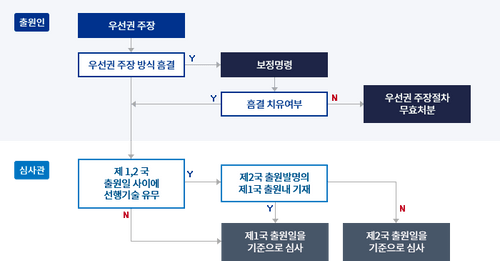 출원인
우선권 주장
우선권 주장 방식 흠결
Y
보정명령
Y
흠결 치유여부
N
우선권 주장절차
무효처분
심사관
제 1,2 국
출원일 사이에
선행기술 유무
Y
제2국 출원발명의
제1국 출원내 기재
N
Y
N
제1국 출원일을
기준으로 심사
제2국 출원일을
기준으로 심사